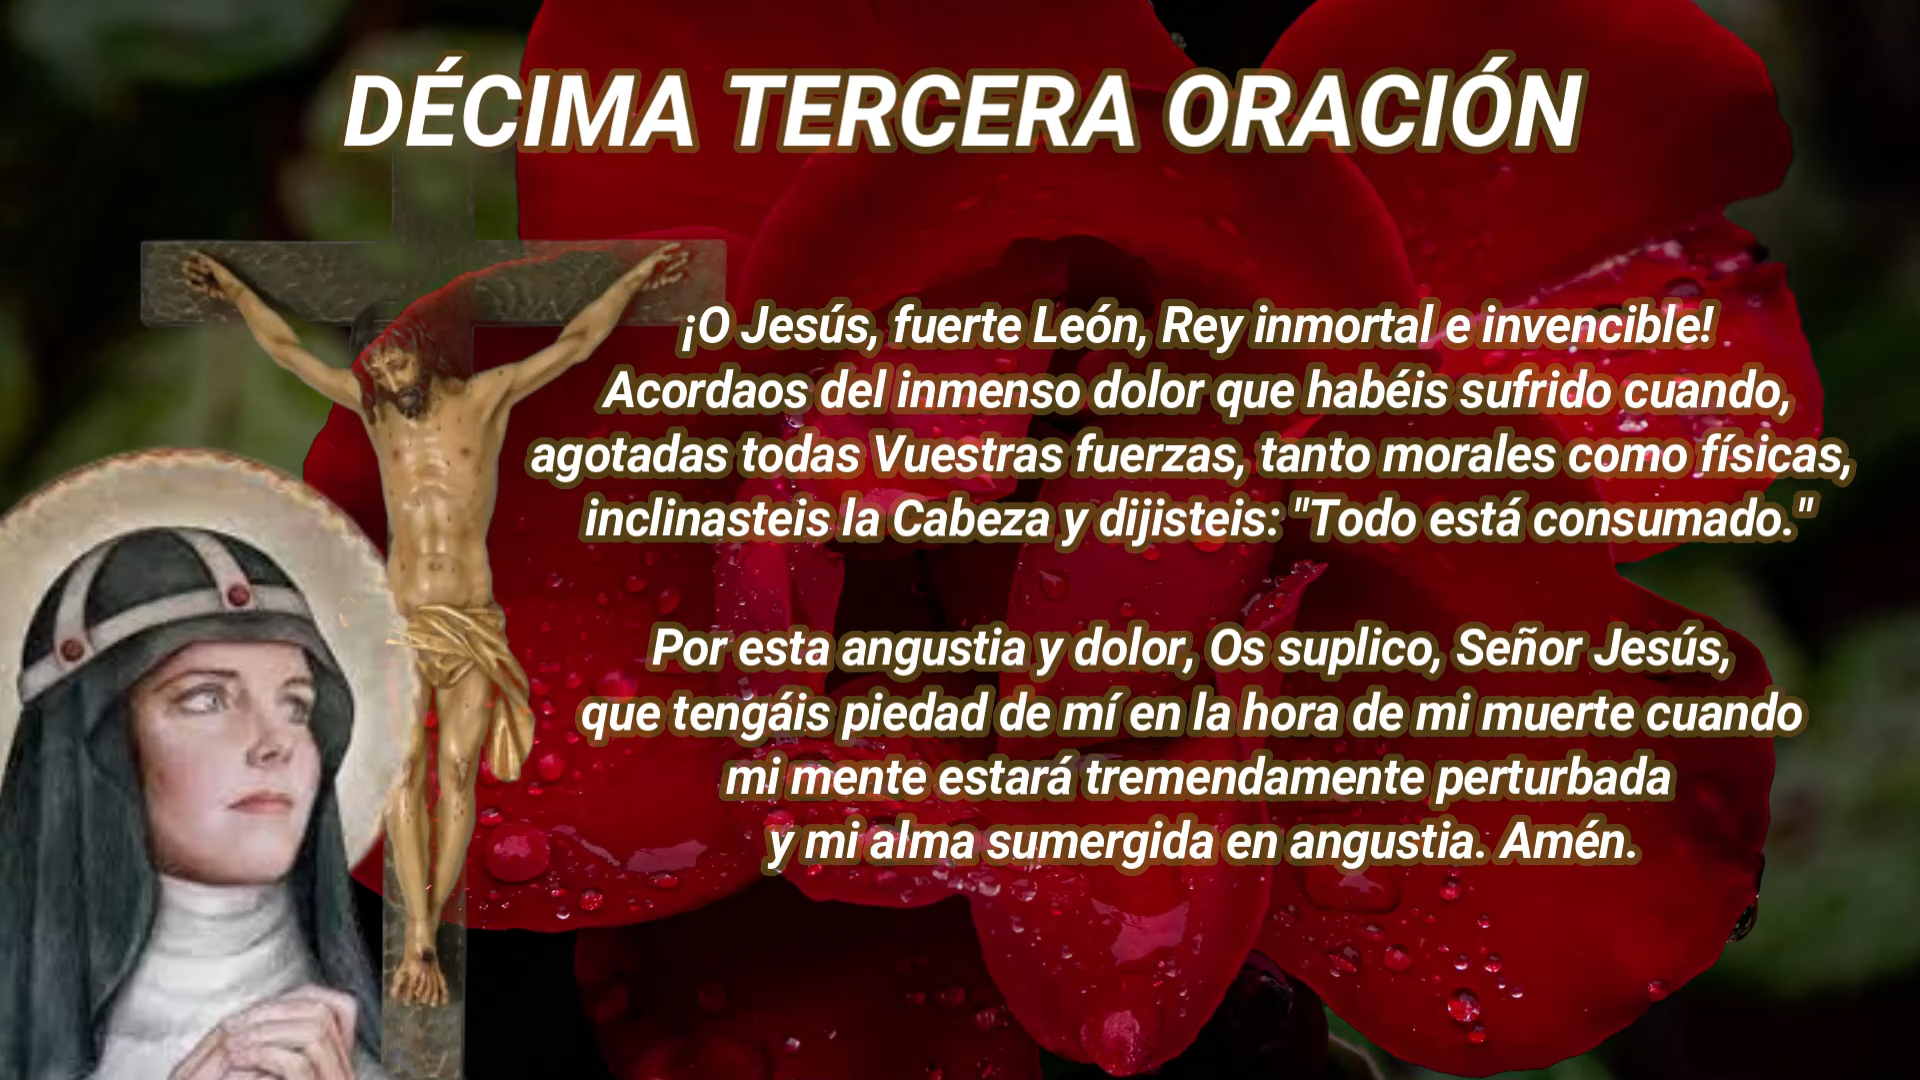 DÉCIMA TERCERA ORACIÓN
¡O Jesús, fuerte León, Rey inmortal e invencible!
Acordaos del inmenso dolor que habéis sufrido cuando,
agotadas todas Vuestras fuerzas, tanto morales como físicas,
inclinasteis la Cabeza y dijisteis: "Todo está consumado."
Por esta angustia y dolor, Os suplico, Señor Jesús,
que tengáis piedad de mí en la hora de mi muerte cuando
mi mente estará tremendamente perturbada
y mi alma sumergida en angustia. Amén.